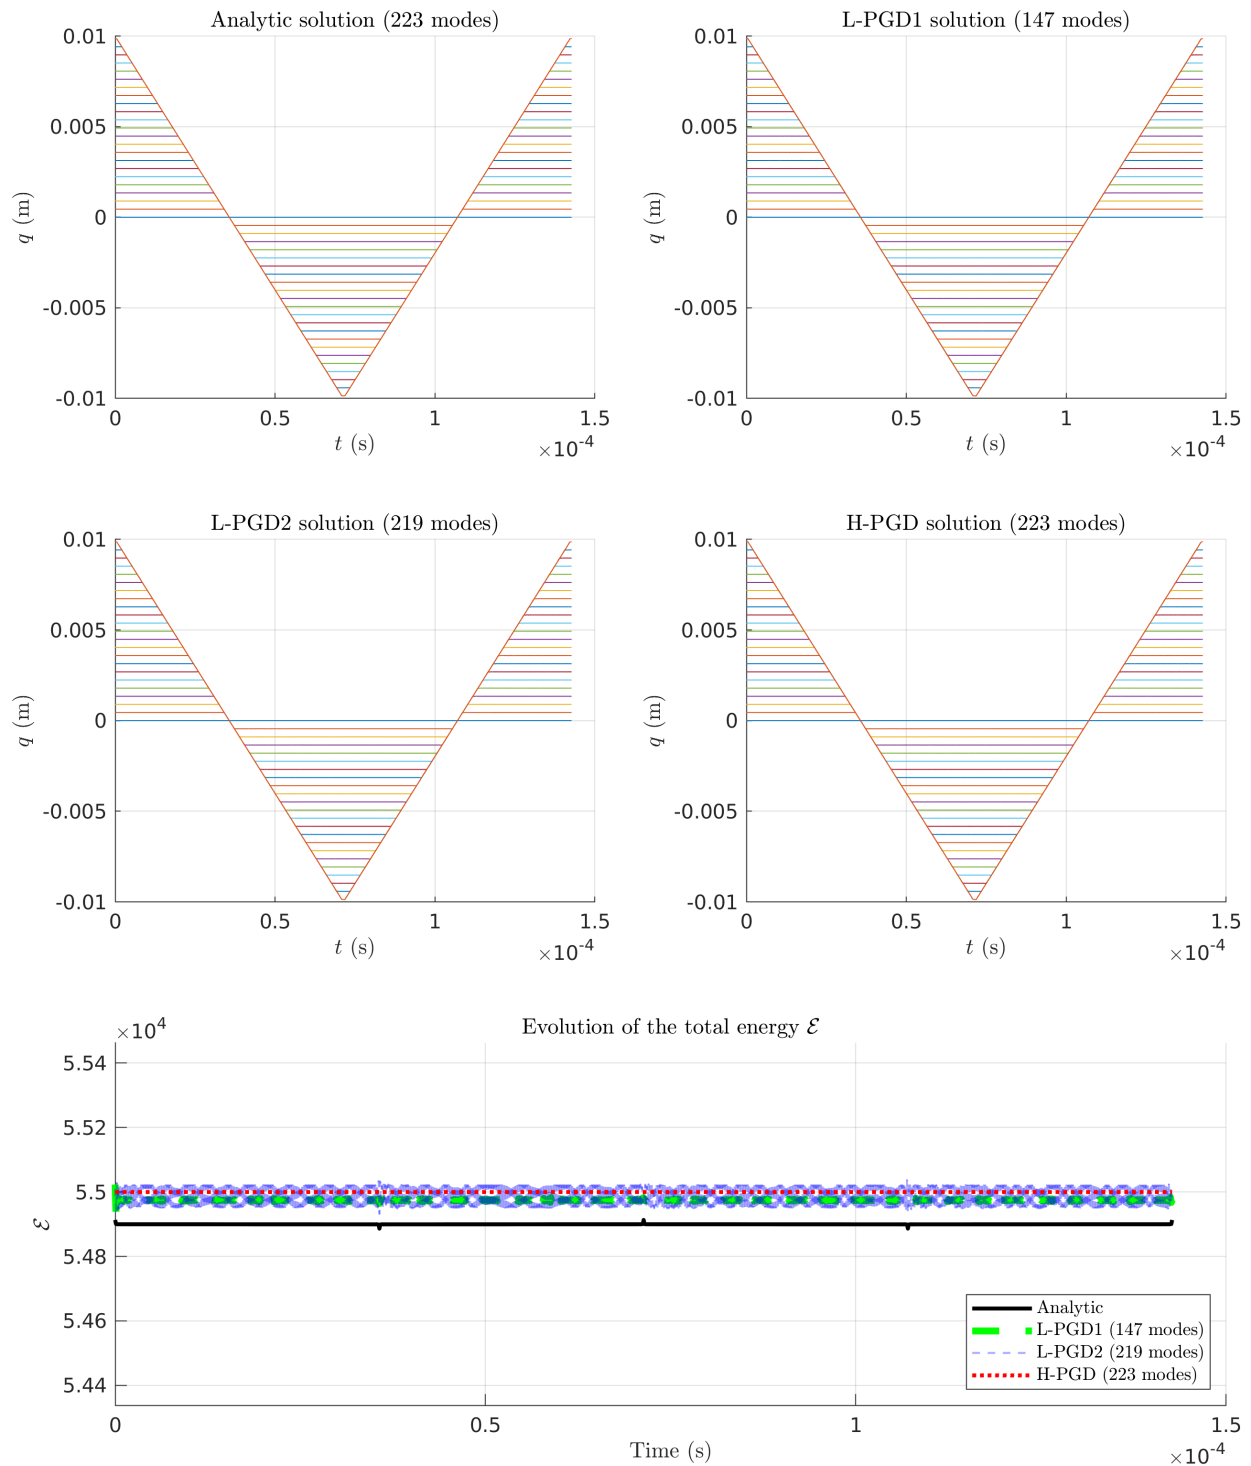 Analytic solution (223 modes)
0.01
0.005
0
-0.005
-0.01
q (m)
0
0.5
1
1.5
×10-4
t (s)
L-PGD1 solution (147 modes)
0.01
0.005
0
-0.005
-0.01
q (m)
0
0.5
1
1.5
×10-4
t (s)
L-PGD2 solution (219 modes)
0.01
0.005
0
-0.005
-0.01
q (m)
0
0.5
1
1.5
×10-4
t (s)
H-PGD solution (223 modes)
0.01
0.005
0
-0.005
-0.01
q (m)
0
0.5
1
1.5
×10-4
t (s)
Evolution of the total energy ℰ
×104
5.54
5.52
5.5
5.48
5.46
5.44
ℰ
0
0.5
1
1.5
×10-4
Time (s)
Analytic
L-PGD1 (147 modes)
L-PGD2 (219 modes)
H-PGD (223 modes)